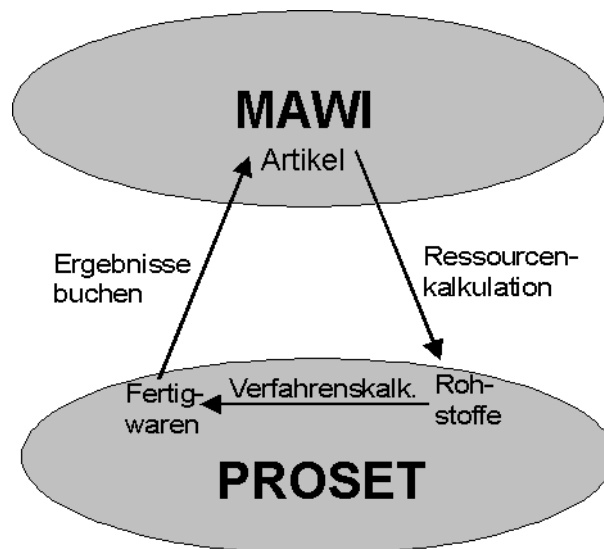 MAWI
Artikel
Ergebnisse
buchen
Ressourcen-
kalkulation
Fertig-
waren
Verfahrenskalk.
Roh-
stoffe
PROSET